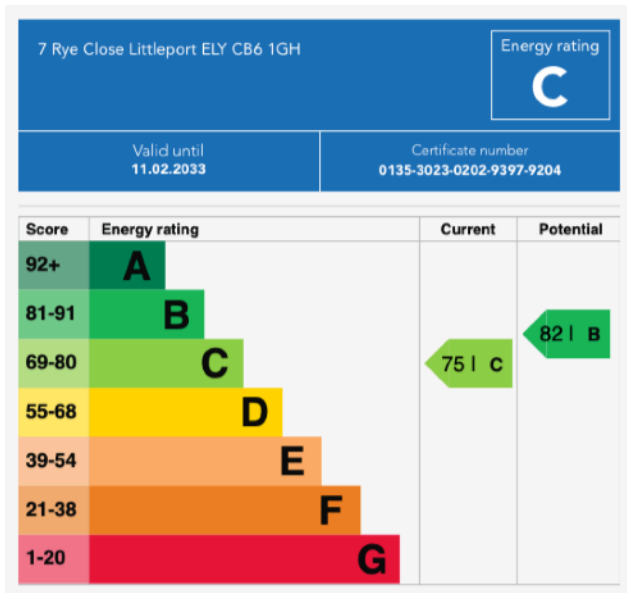 7 Rye Close Littleport ELY CB6 1GH
Energy rating
C
Valid until
11.02.2033
Certificate number
0135-3023-0202-9397-9204
Score Energy rating Current Potential
92+ A
81-91 B 82 | B
69-80 C 75 | C
55-68 D
39-54 E
21-38 F
1-20 G